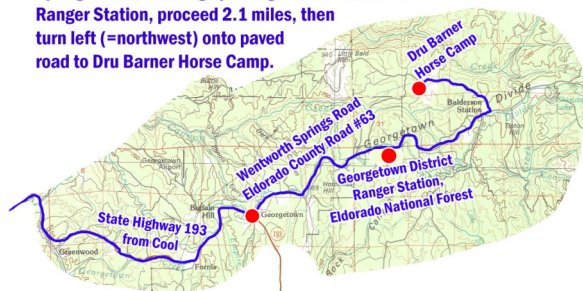 Ranger Station, proceed 2.1 miles, then
turn left (=northwest) onto paved
road to Dru Barner Horse Camp.
Dru Barner
Horse Camp
Balderson
Station
Divide
Wentworth Springs Road
Eldorado County Road #63
Georgetown
Georgetown District
Ranger Station,
Eldorado National Forest
Georgetown
Airport
Buffalo
Hill
Georgetown
State Highway 193
from Cool
193
Greenwood
Georgetown